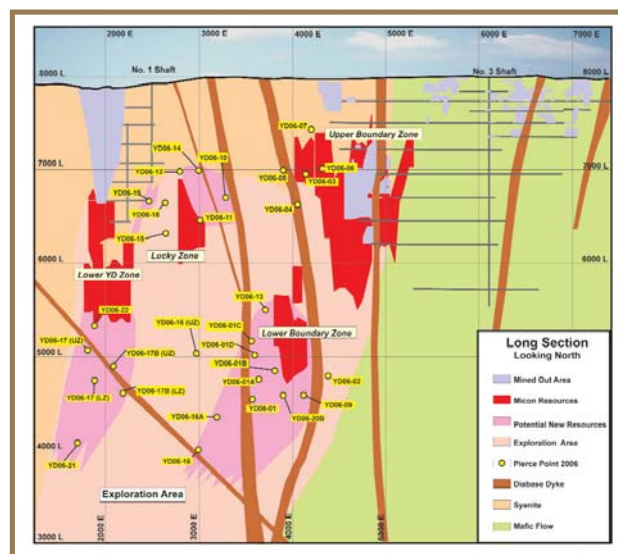 2000 E
3000 E
4000 E
5000 E
6000 E
7000 E
8000 L
No. 1 Shaft
No. 3 Shaft
8000 L
YD06-07
Upper Boundary Zone
YD06-14
YD06-10
7000 L
YD06-12
YD06-05
YD06-06
YD06-03
7000 L
YD06-19
YD06-18
YD06-11
YD06-04
YD06-15
Lucky Zone
6000 L
Lower YD Zone
6000 L
YD06-13
YD06-22
YD06-16 (UZ)
YD06-01C
Lower Boundary Zone
YD06-17 (UZ)
YD06-17B (UZ)
YD06-01D
5000 L
YD06-01B
YD06-01A
YD06-02
YD06-17 (LZ)
YD06-17B (LZ)
YD06-01
YD06-09
YD06-16A
YD06-20B
4000 L
YD06-21
YD06-16
Exploration Area
3000 L
2000 E
3000 E
4000 E
5000 E
Long Section
Looking North
Mined Out Area
Micon Resources
Potential New Resources
Exploration Area
Pierce Point 2006
Diabase Dyke
Syenite
Mafic Flow